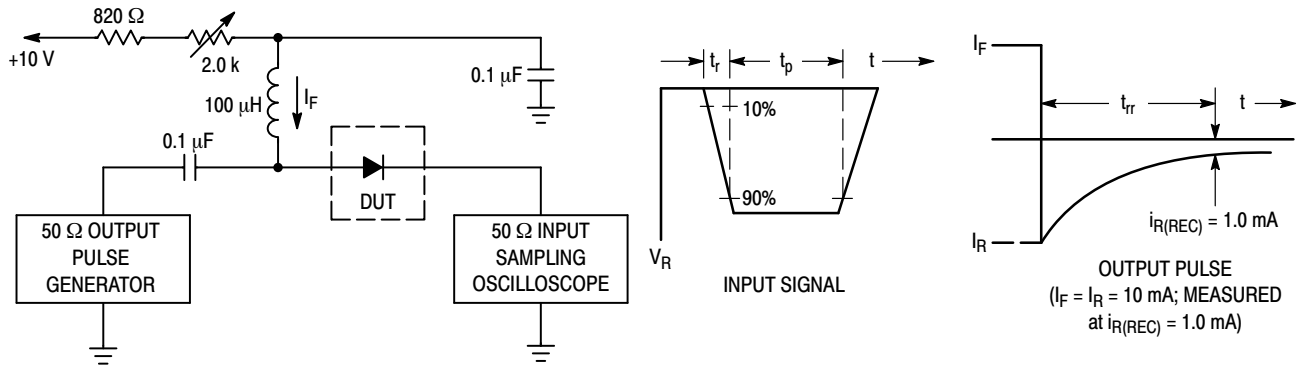 820 Ω
+10 V
2.0 k
100 μH
I_F
0.1 μF
0.1 μF
DUT
50 Ω OUTPUT
PULSE
GENERATOR
50 Ω INPUT
SAMPLING
OSCILLOSCOPE
t_r
t_p
t
10%
90%
V_R
INPUT SIGNAL
I_F
t_rr
t
I_R
i_R(REC) = 1.0 mA
OUTPUT PULSE
(I_F = I_R = 10 mA; MEASURED
at i_R(REC) = 1.0 mA)